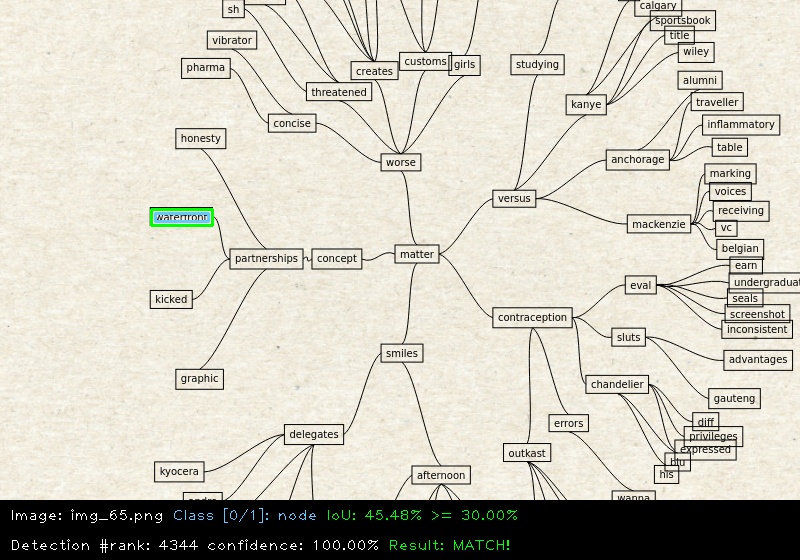 sh
calgary
sportsbook
title
wiley
vibrator
customs
girls
studying
creates
pharma
threatened
alumni
kanye
traveller
concise
inflammatory
honesty
table
worse
anchorage
marking
voices
versus
receiving
waterfront
mackenzie
vc
belgian
matter
partnerships
concept
earn
eval
undergraduat
kicked
seals
screenshot
contraception
inconsistent
sluts
smiles
advantages
graphic
chandelier
gauteng
diff
errors
delegates
privileges
expressed
outkast
blu
kyocera
afternoon
his
wanna
Image: img_65.png Class [0/1]: node IoU: 45.48% >= 30.00%
Detection #rank: 4344 confidence: 100.00% Result: MATCH!